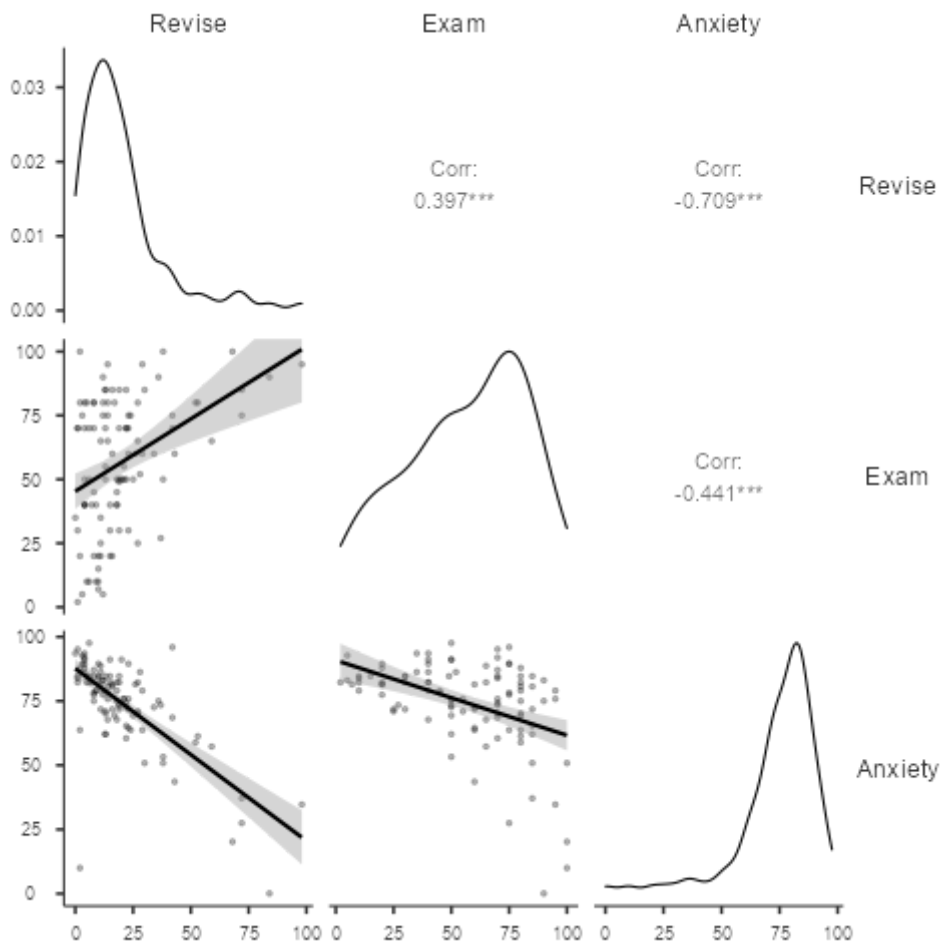 Revise Exam Anxiety
0.03
0.02
0.01
0.00
Corr:
0.397***
Corr:
-0.709***
Revise
100
75
50
25
0
Corr:
-0.441***
Exam
100
75
50
25
0
Anxiety
0 25 50 75 100 0 25 50 75 100 0 25 50 75 100